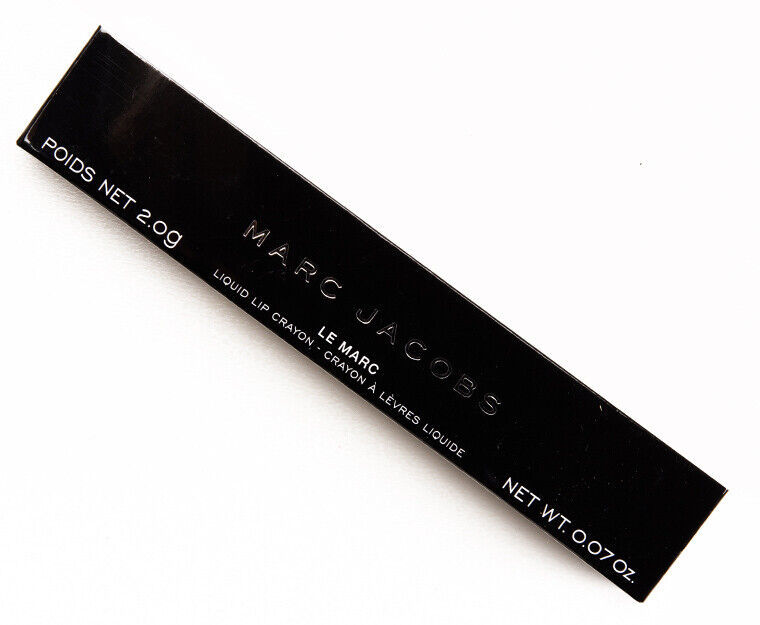 MARC JACOBS
LE MARC
LIQUID LIP CRAYON - CRAYON À LÈVRES LIQUIDE
POIDS NET 2.0g
NET WT. 0.07 OZ.